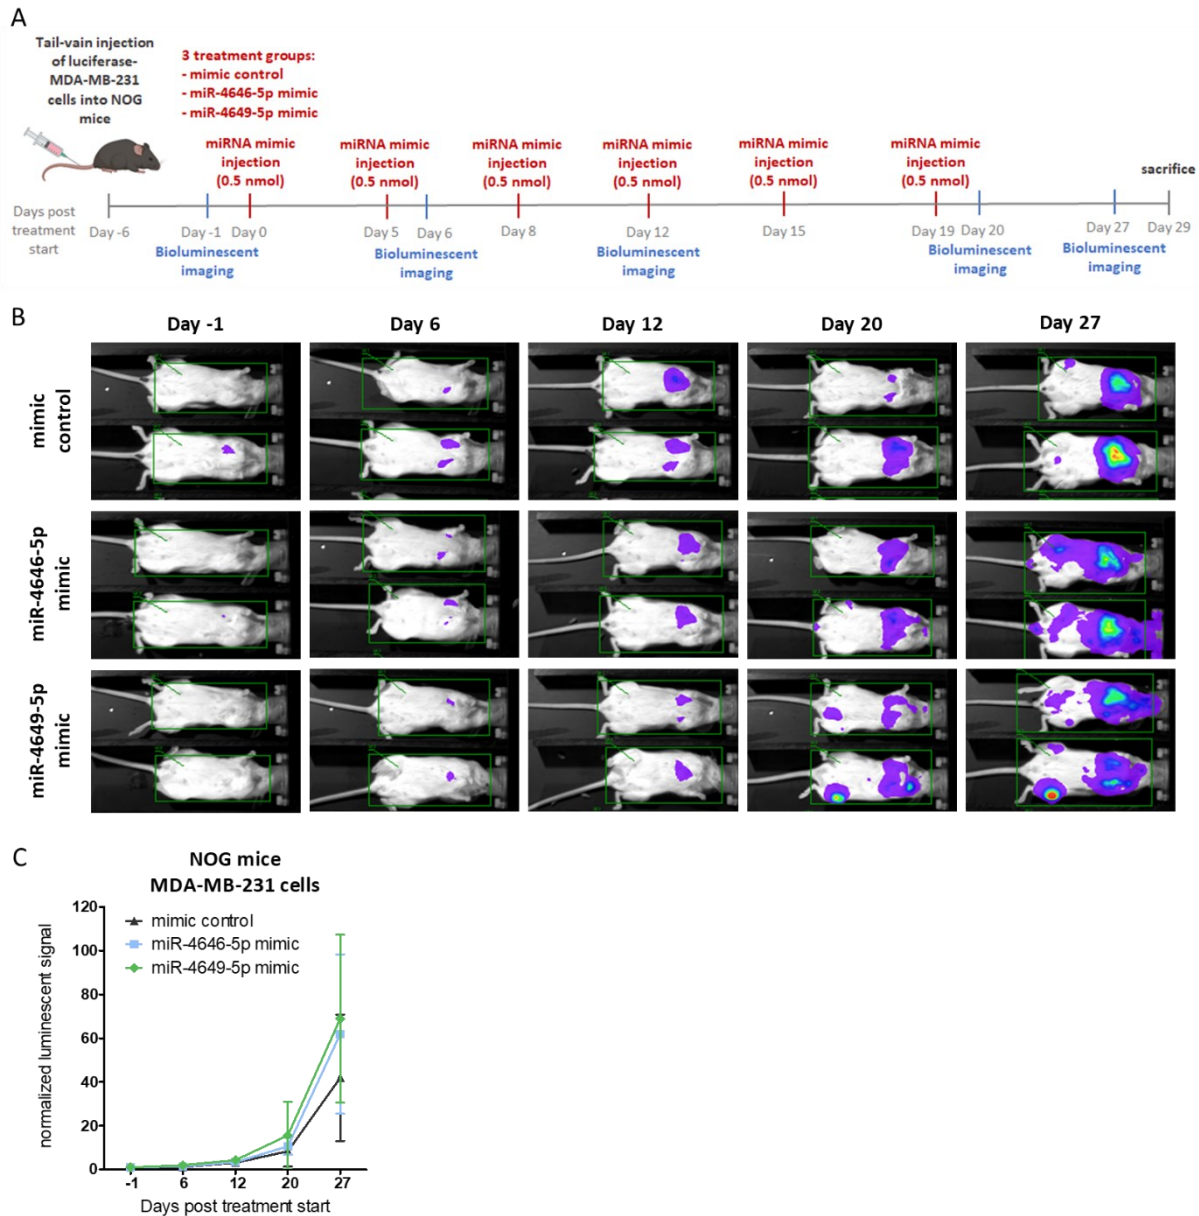 A
Tail-vain injection
of luciferase-
MDA-MB-231
cells into NOG
mice
3 treatment groups:
- mimic control
- miR-4646-5p mimic
- miR-4649-5p mimic
miRNA mimic
injection
(0.5 nmol)
miRNA mimic
injection
(0.5 nmol)
miRNA mimic
injection
(0.5 nmol)
miRNA mimic
injection
(0.5 nmol)
miRNA mimic
injection
(0.5 nmol)
miRNA mimic
injection
(0.5 nmol)
sacrifice
Days post
treatment
start
Day -6
Day -1
Day 0
Day 5
Day 6
Day 8
Day 12
Day 15
Day 19
Day 20
Day 27
Day 29
Bioluminescent
imaging
Bioluminescent
imaging
Bioluminescent
imaging
Bioluminescent
imaging
Bioluminescent
imaging
B
Day -1
Day 6
Day 12
Day 20
Day 27
mimic
control
miR-4646-5p
mimic
miR-4649-5p
mimic
C
NOG mice
MDA-MB-231 cells
mimic control
miR-4646-5p mimic
miR-4649-5p mimic
normalized luminescent signal
120
100
80
60
40
20
0
-1 6 12 20 27
Days post treatment start